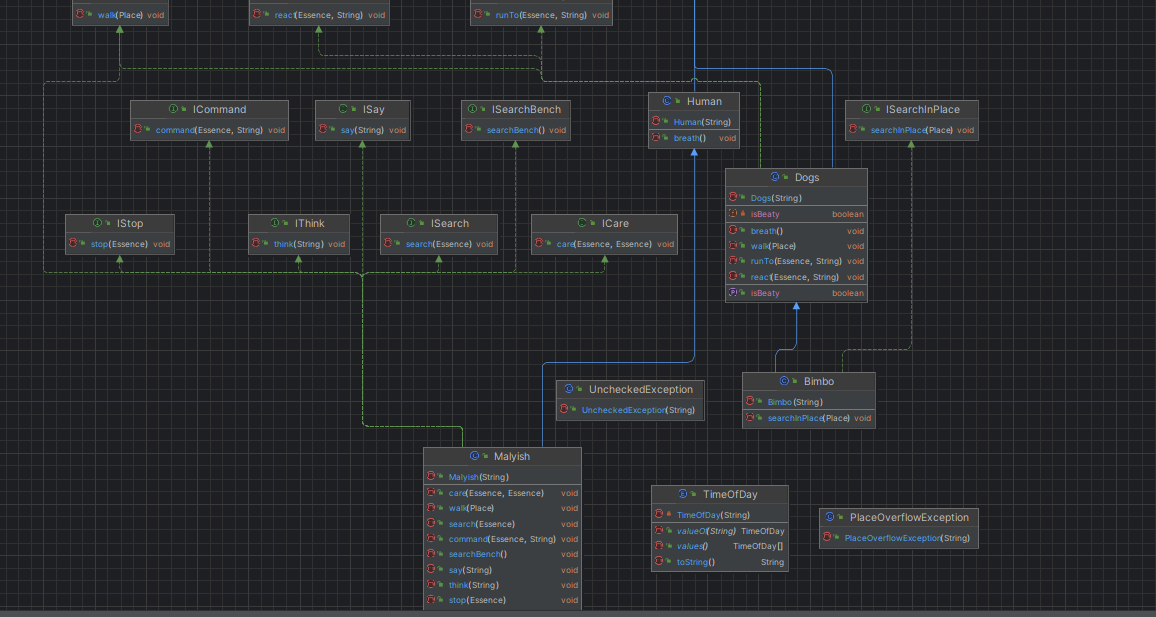 walk(Place) void
react(Essence, String) void
runTo(Essence, String) void
ICommand
command(Essence, String) void
ISay
say(String) void
ISearchBench
searchBench() void
Human
Human(String)
breath() void
ISearchInPlace
searchInPlace(Place) void
Dogs
Dogs(String)
isBeaty boolean
breath() void
walk(Place) void
runTo(Essence, String) void
react(Essence, String) void
isBeaty boolean
IStop
stop(Essence) void
IThink
think(String) void
ISearch
search(Essence) void
ICare
care(Essence, Essence) void
UncheckedException
UncheckedException(String)
Bimbo
Bimbo(String)
searchInPlace(Place) void
Malyish
Malyish(String)
care(Essence, Essence) void
walk(Place) void
search(Essence) void
command(Essence, String) void
searchBench() void
say(String) void
think(String) void
stop(Essence) void
TimeOfDay
TimeOfDay(String)
valueOf(String) TimeOfDay
values() TimeOfDay[]
toString() String
PlaceOverflowException
PlaceOverflowException(String)